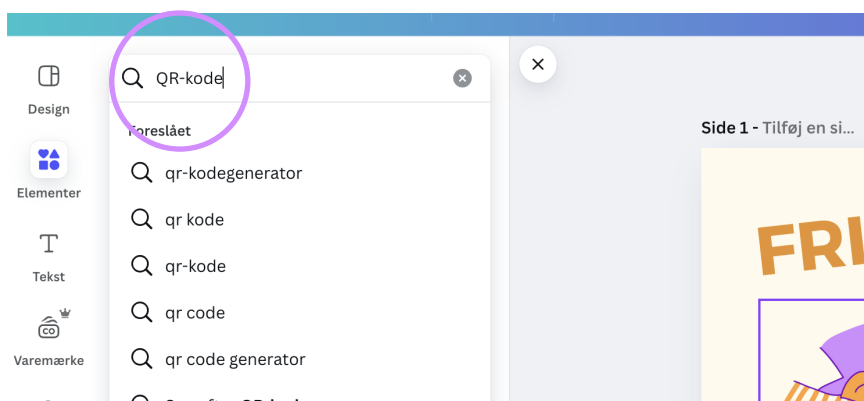 QR-kode
Foreslået
qr-kodegenerator
qr kode
qr-kode
qr code
qr code generator
Design
Elementer
Tekst
CO
Varemærke
Side 1 - Tilføj en si...
FRI